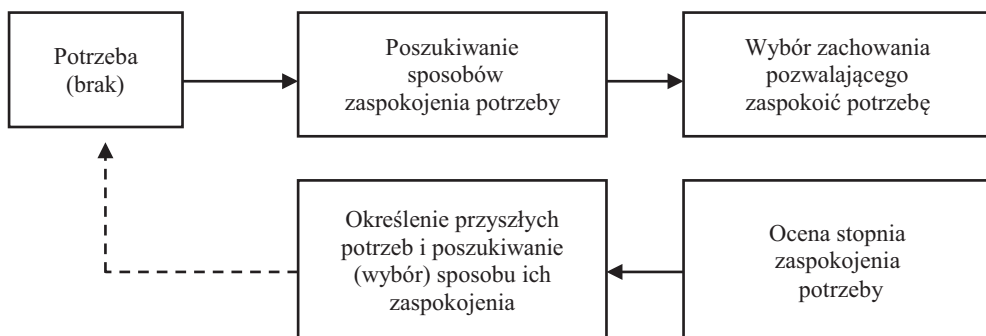 Potrzeba
(brak)
Poszukiwanie
sposobów
zaspokojenia potrzeby
Wybór zachowania
pozwalającego
zaspokoić potrzebę
Określenie przyszłych
potrzeb i poszukiwanie
(wybór) sposobu ich
zaspokojenia
Ocena stopnia
zaspokojenia
potrzeby